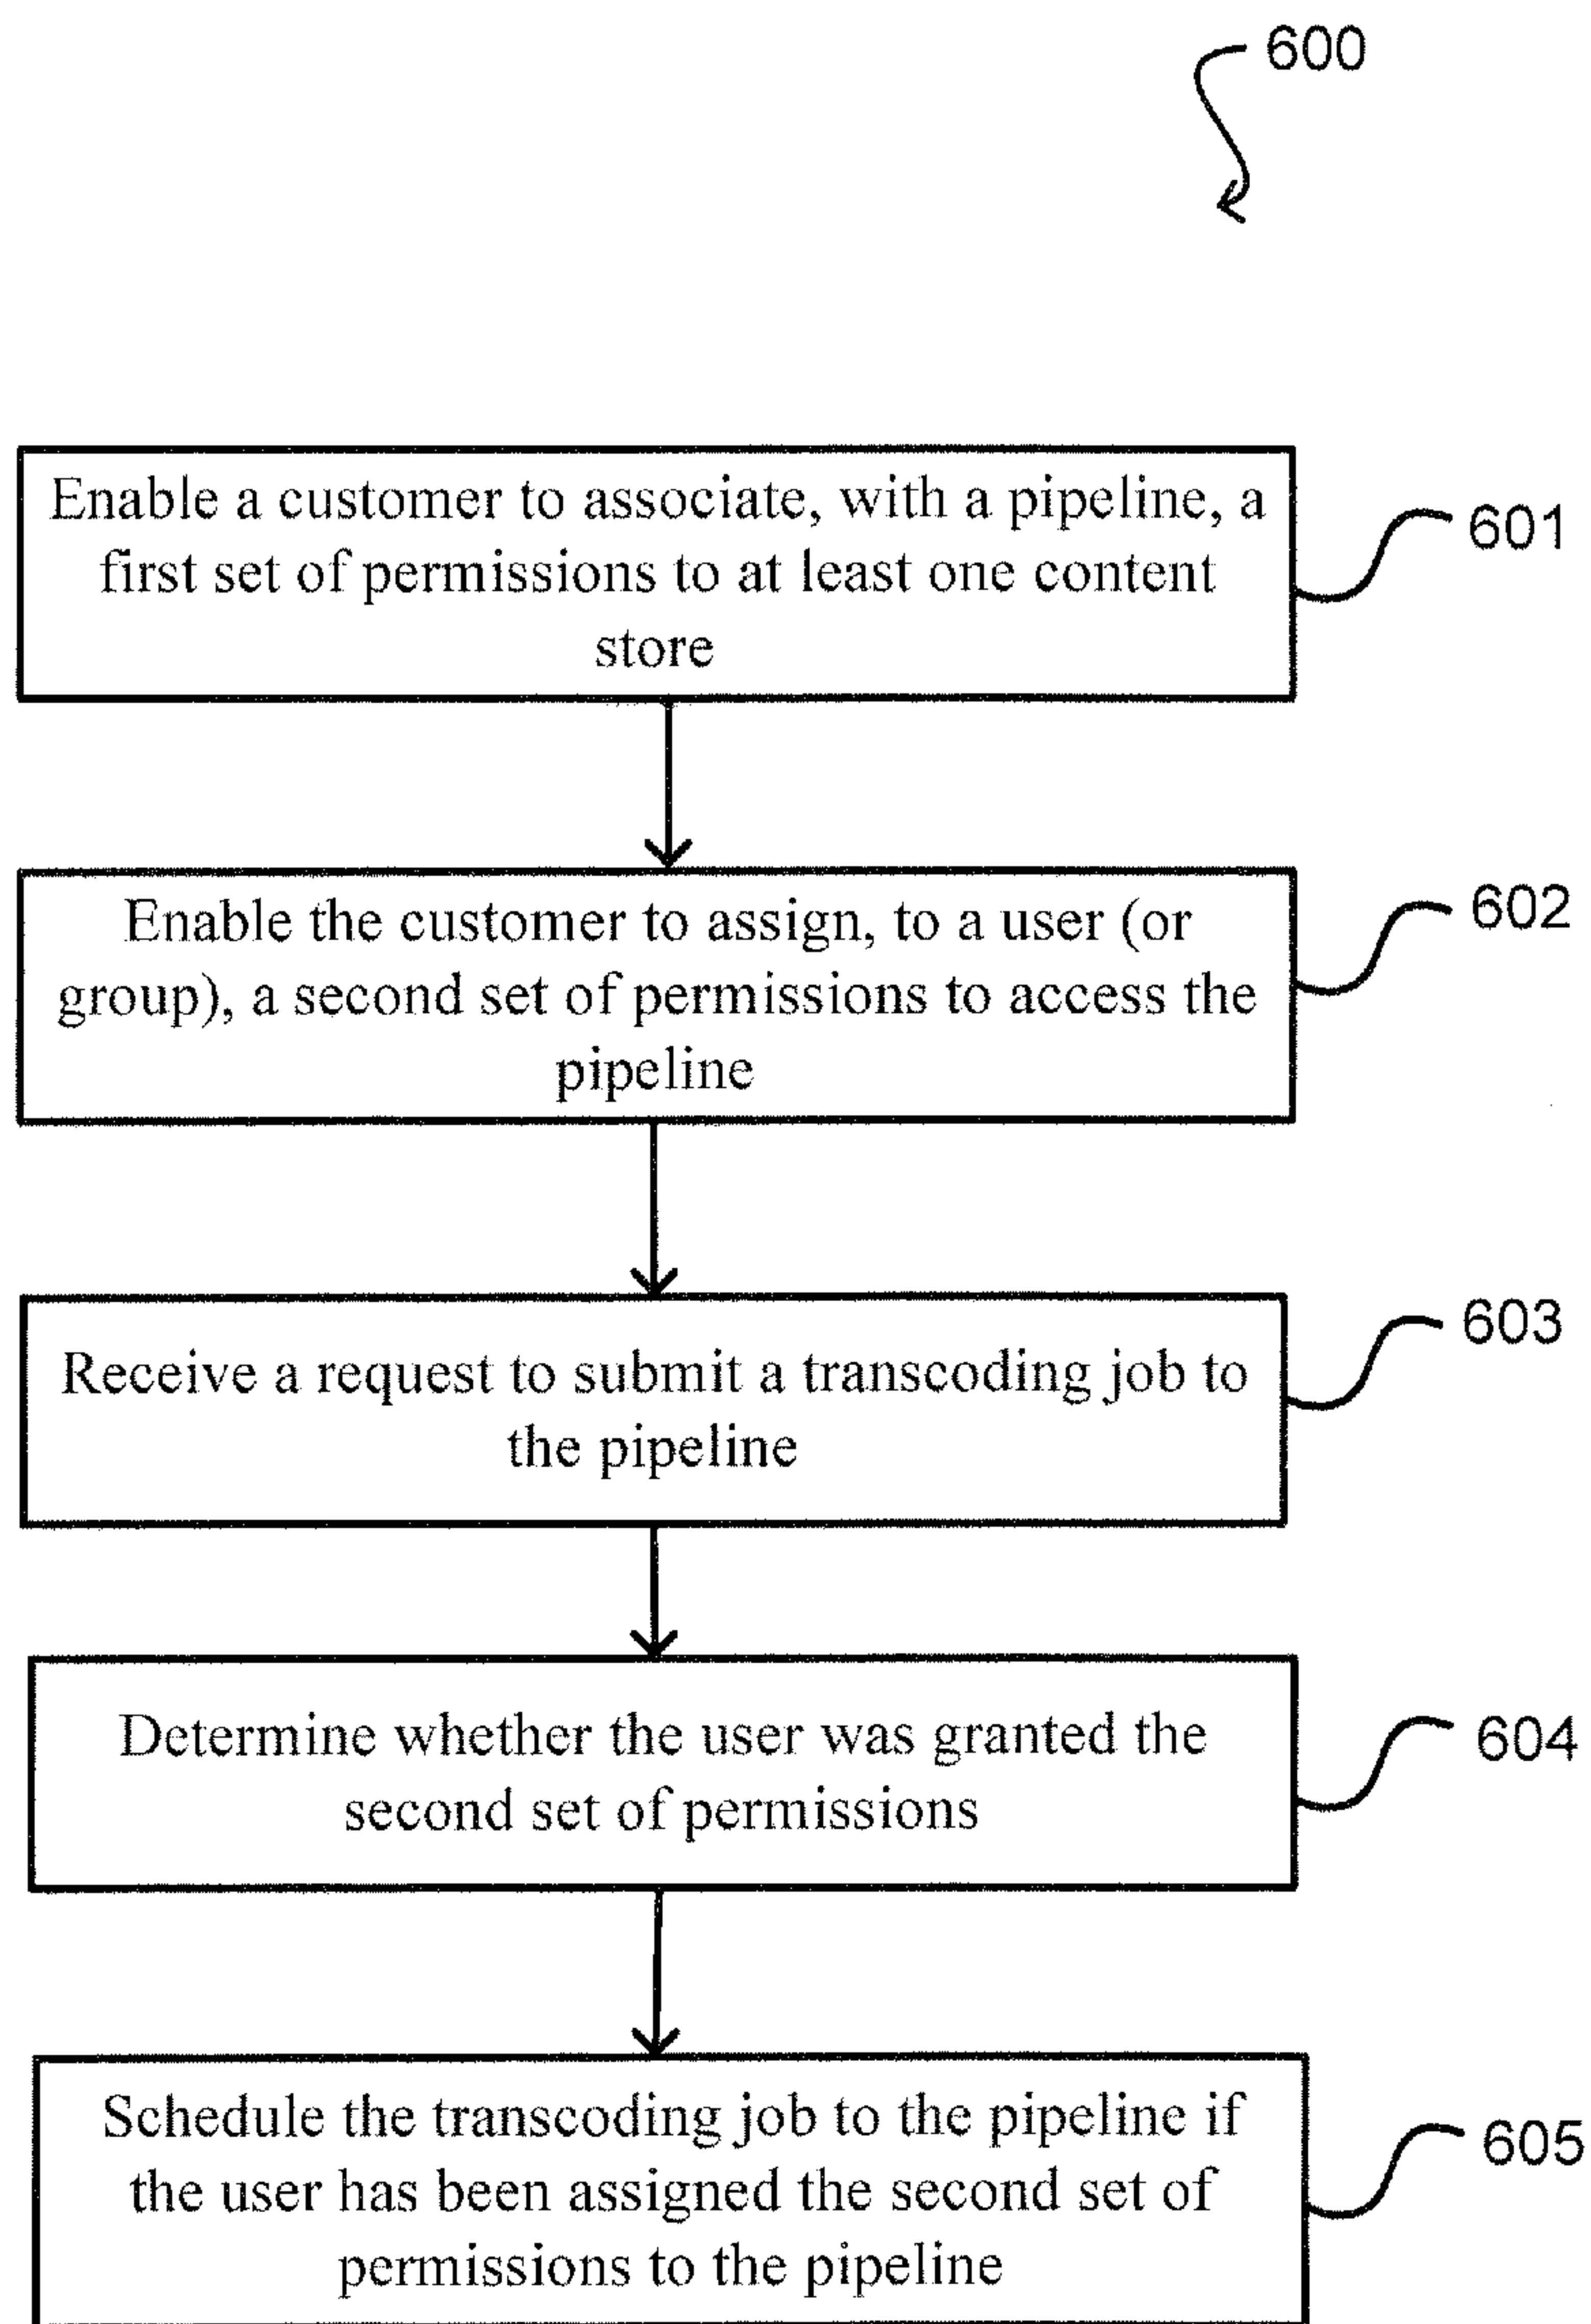 600
Enable a customer to associate, with a pipeline, a
first set of permissions to at least one content
store
601
Enable the customer to assign, to a user (or
group), a second set of permissions to access the
pipeline
602
Receive a request to submit a transcoding job to
the pipeline
603
Determine whether the user was granted the
second set of permissions
604
Schedule the transcoding job to the pipeline if
the user has been assigned the second set of
permissions to the pipeline
605